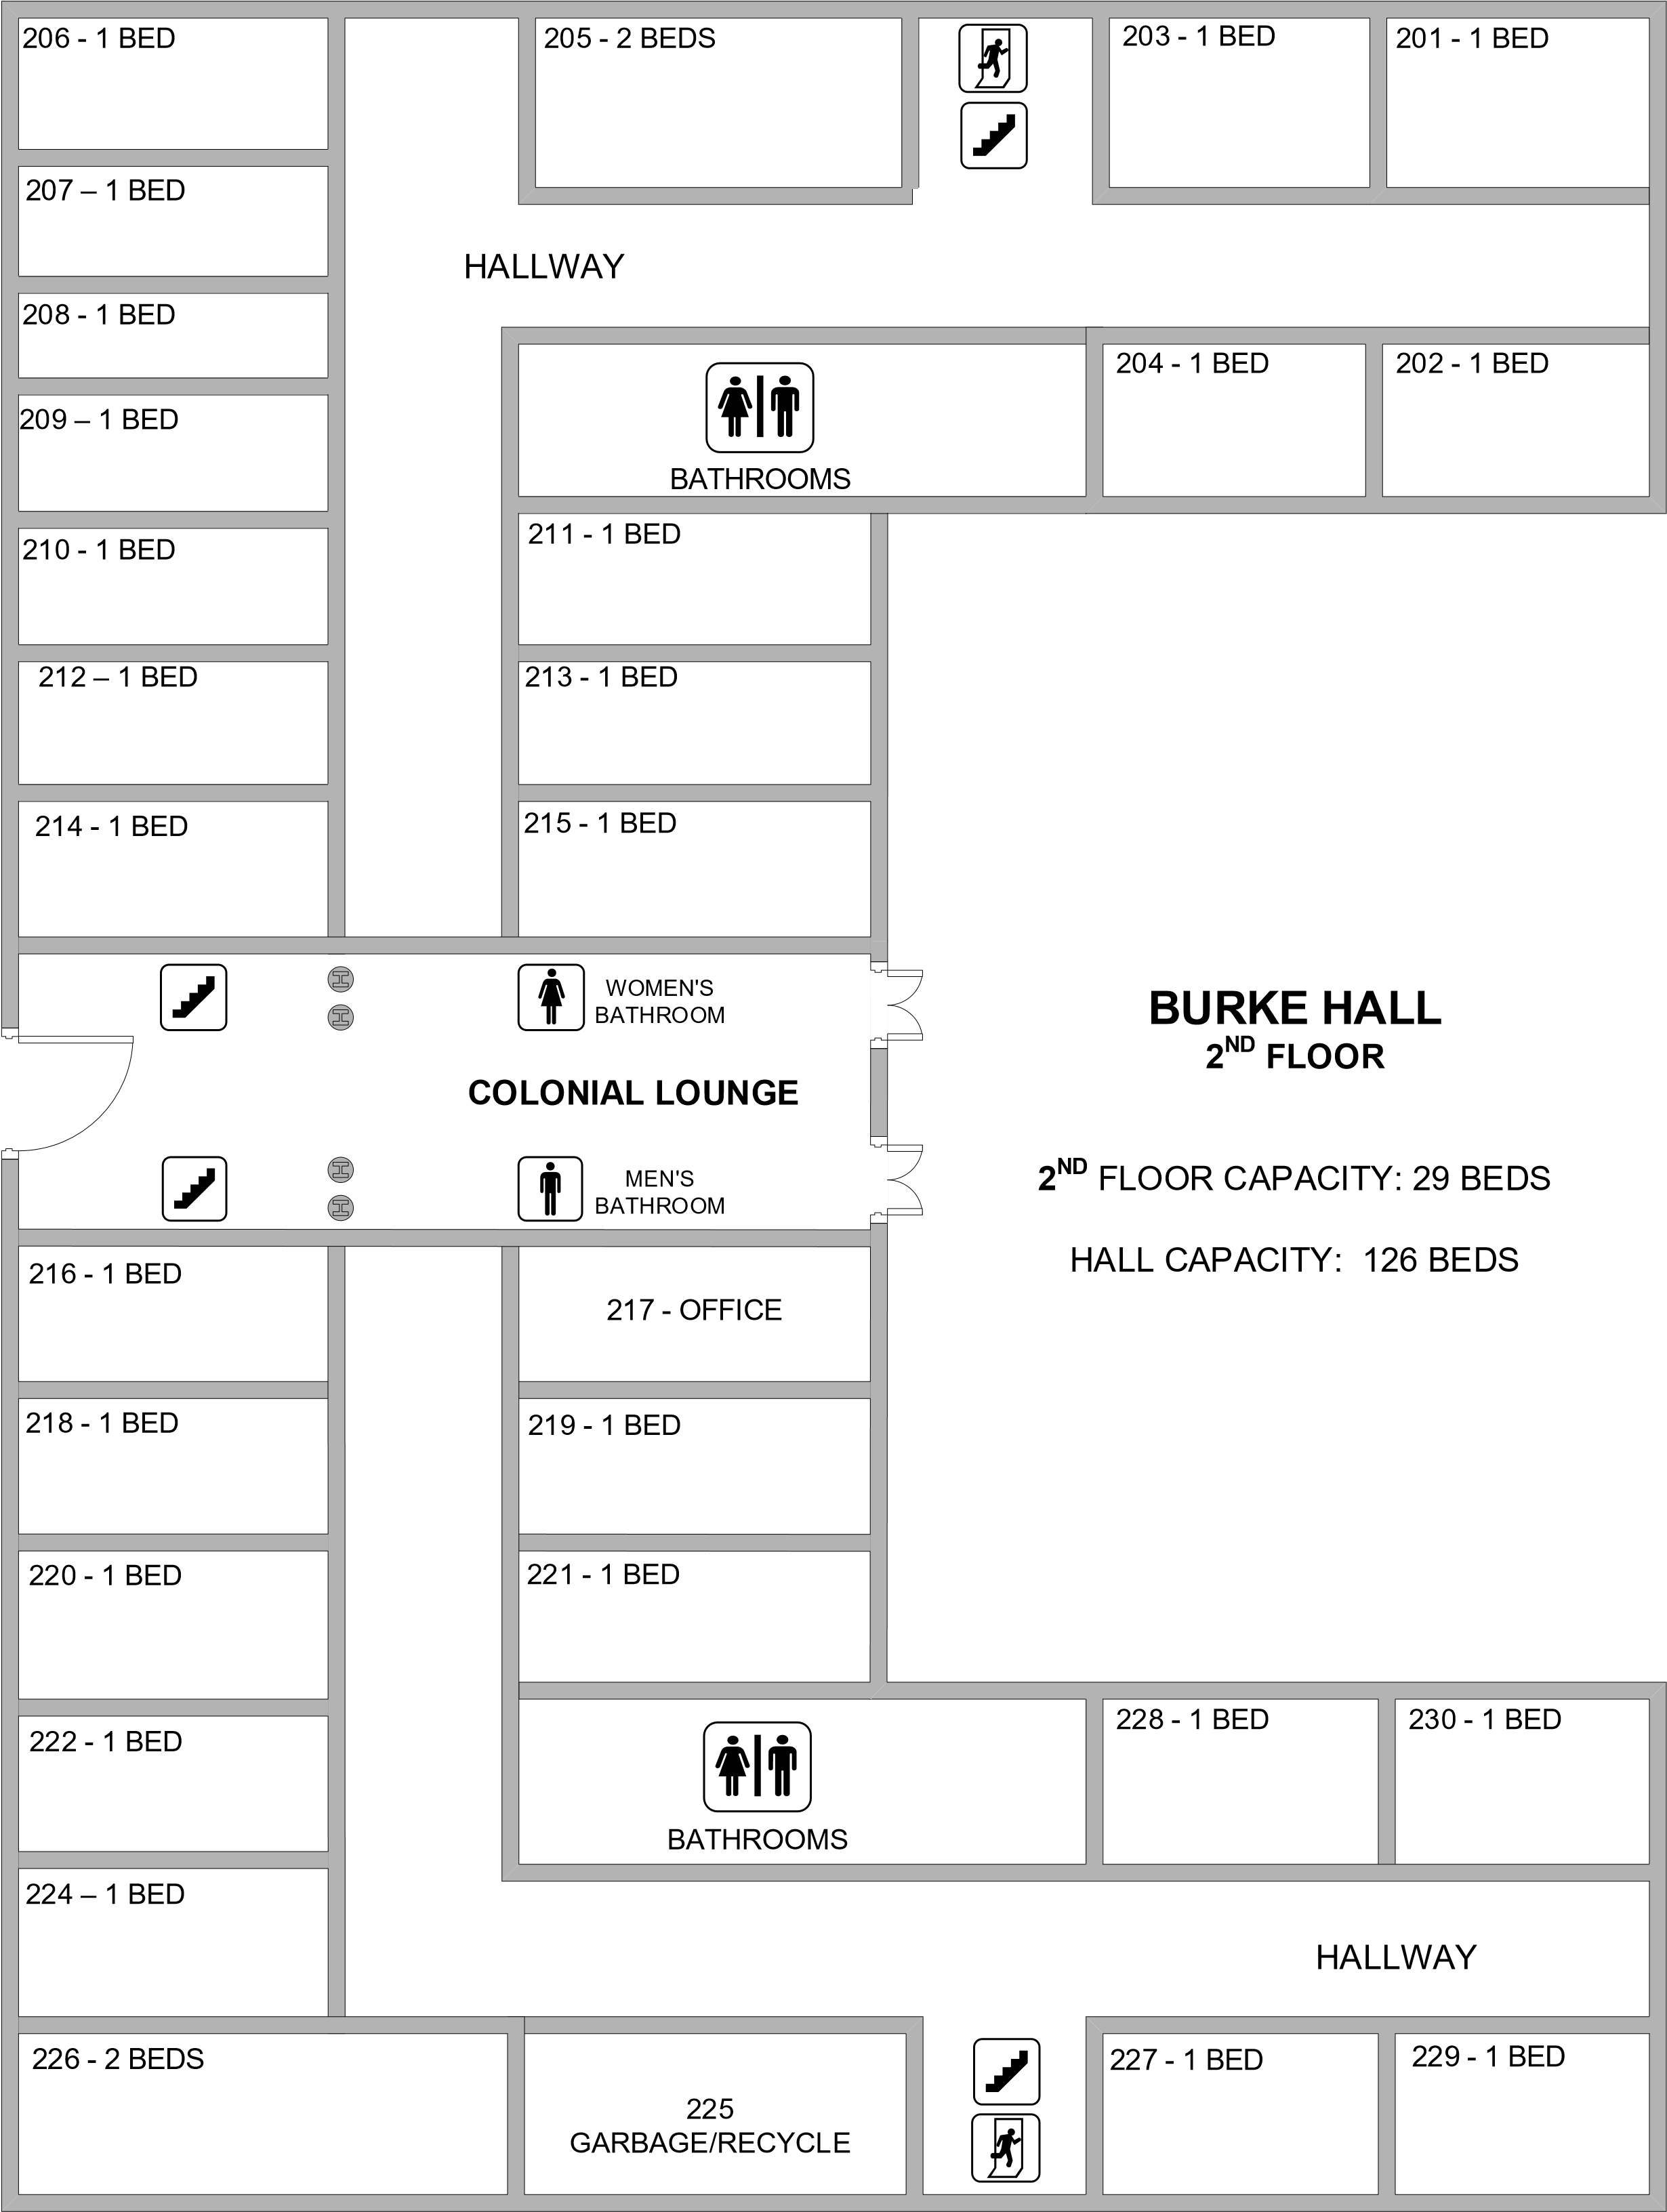 206 - 1 BED
205 - 2 BEDS
203 - 1 BED
201 - 1 BED
207 – 1 BED
HALLWAY
208 - 1 BED
204 - 1 BED
202 - 1 BED
209 – 1 BED
BATHROOMS
210 - 1 BED
211 - 1 BED
212 – 1 BED
213 - 1 BED
214 - 1 BED
215 - 1 BED
WOMEN'S
BATHROOM
COLONIAL LOUNGE
MEN'S
BATHROOM
BURKE HALL
2ND FLOOR
2ND FLOOR CAPACITY: 29 BEDS
HALL CAPACITY: 126 BEDS
216 - 1 BED
217 - OFFICE
218 - 1 BED
219 - 1 BED
220 - 1 BED
221 - 1 BED
222 - 1 BED
228 - 1 BED
230 - 1 BED
BATHROOMS
224 – 1 BED
HALLWAY
226 - 2 BEDS
225
GARBAGE/RECYCLE
227 - 1 BED
229 - 1 BED